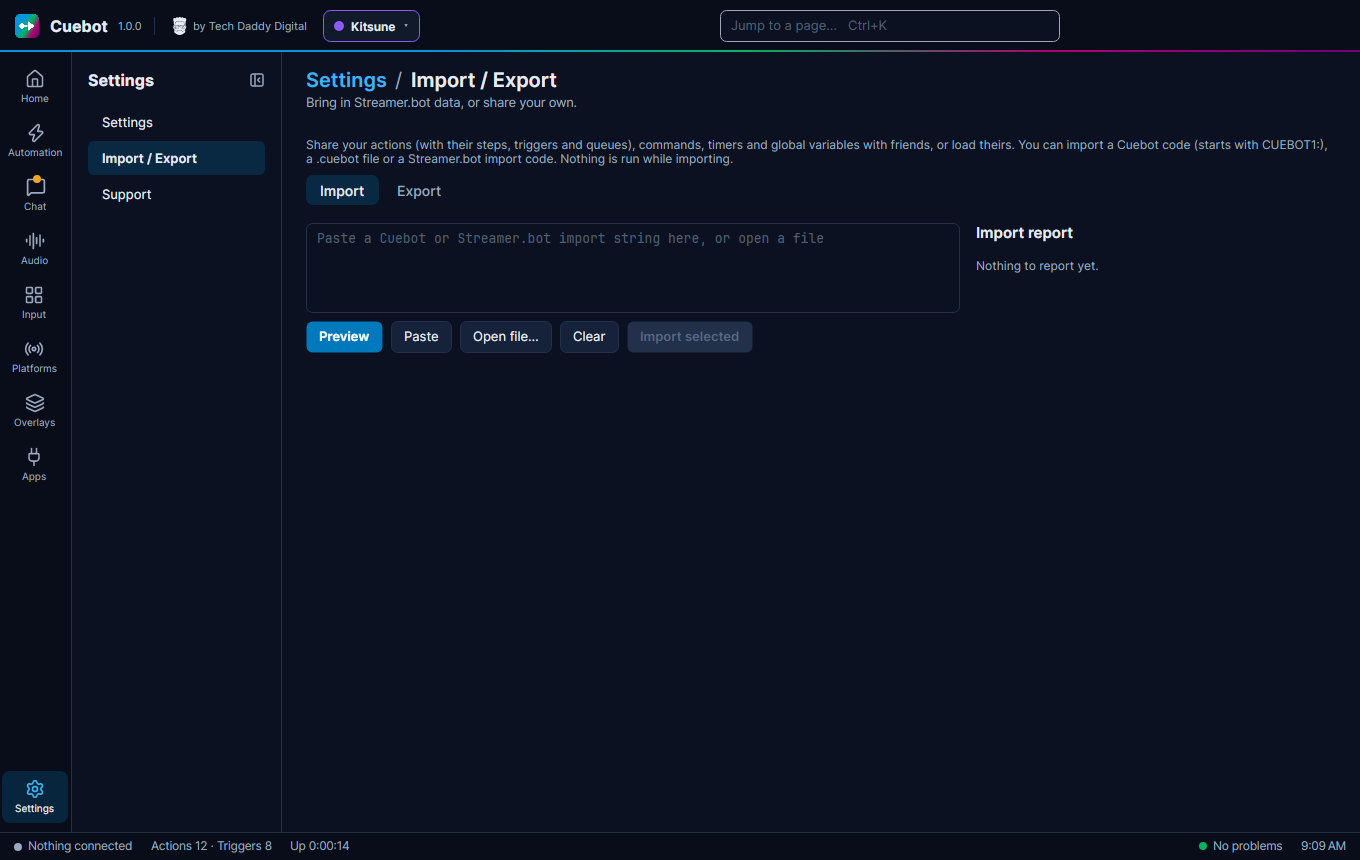 Cuebot 1.0.0 by Tech Daddy Digital Kitsune Jump to a page... Ctrl+K
Home
Automation
Chat
Audio
Input
Platforms
Overlays
Apps
Settings
Settings
Settings
Import / Export
Support
Settings / Import / Export
Bring in Streamer.bot data, or share your own.
Share your actions (with their steps, triggers and queues), commands, timers and global variables with friends, or load theirs. You can import a Cuebot code (starts with CUEBOT1:),
a .cuebot file or a Streamer.bot import code. Nothing is run while importing.
Import Export
Paste a Cuebot or Streamer.bot import string here, or open a file
Preview Paste Open file... Clear Import selected
Import report
Nothing to report yet.
Nothing connected Actions 12 · Triggers 8 Up 0:00:14 No problems 9:09 AM